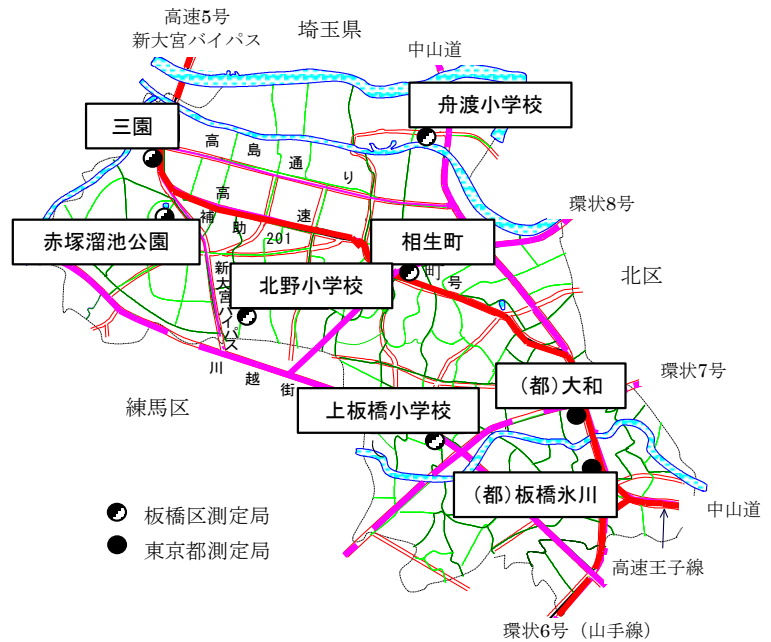 高速5号
新大宮バイパス
埼玉県
中山道
舟渡小学校
三園
高島通り
環状8号
高速
補助
201
赤塚溜池公園
相生町
町
号
北区
新大宮バイパス
北野小学校
川越街
環状7号
(都)大和
練馬区
上板橋小学校
(都)板橋氷川
板橋区測定局
中山道
東京都測定局
高速王子線
環状6号(山手線)